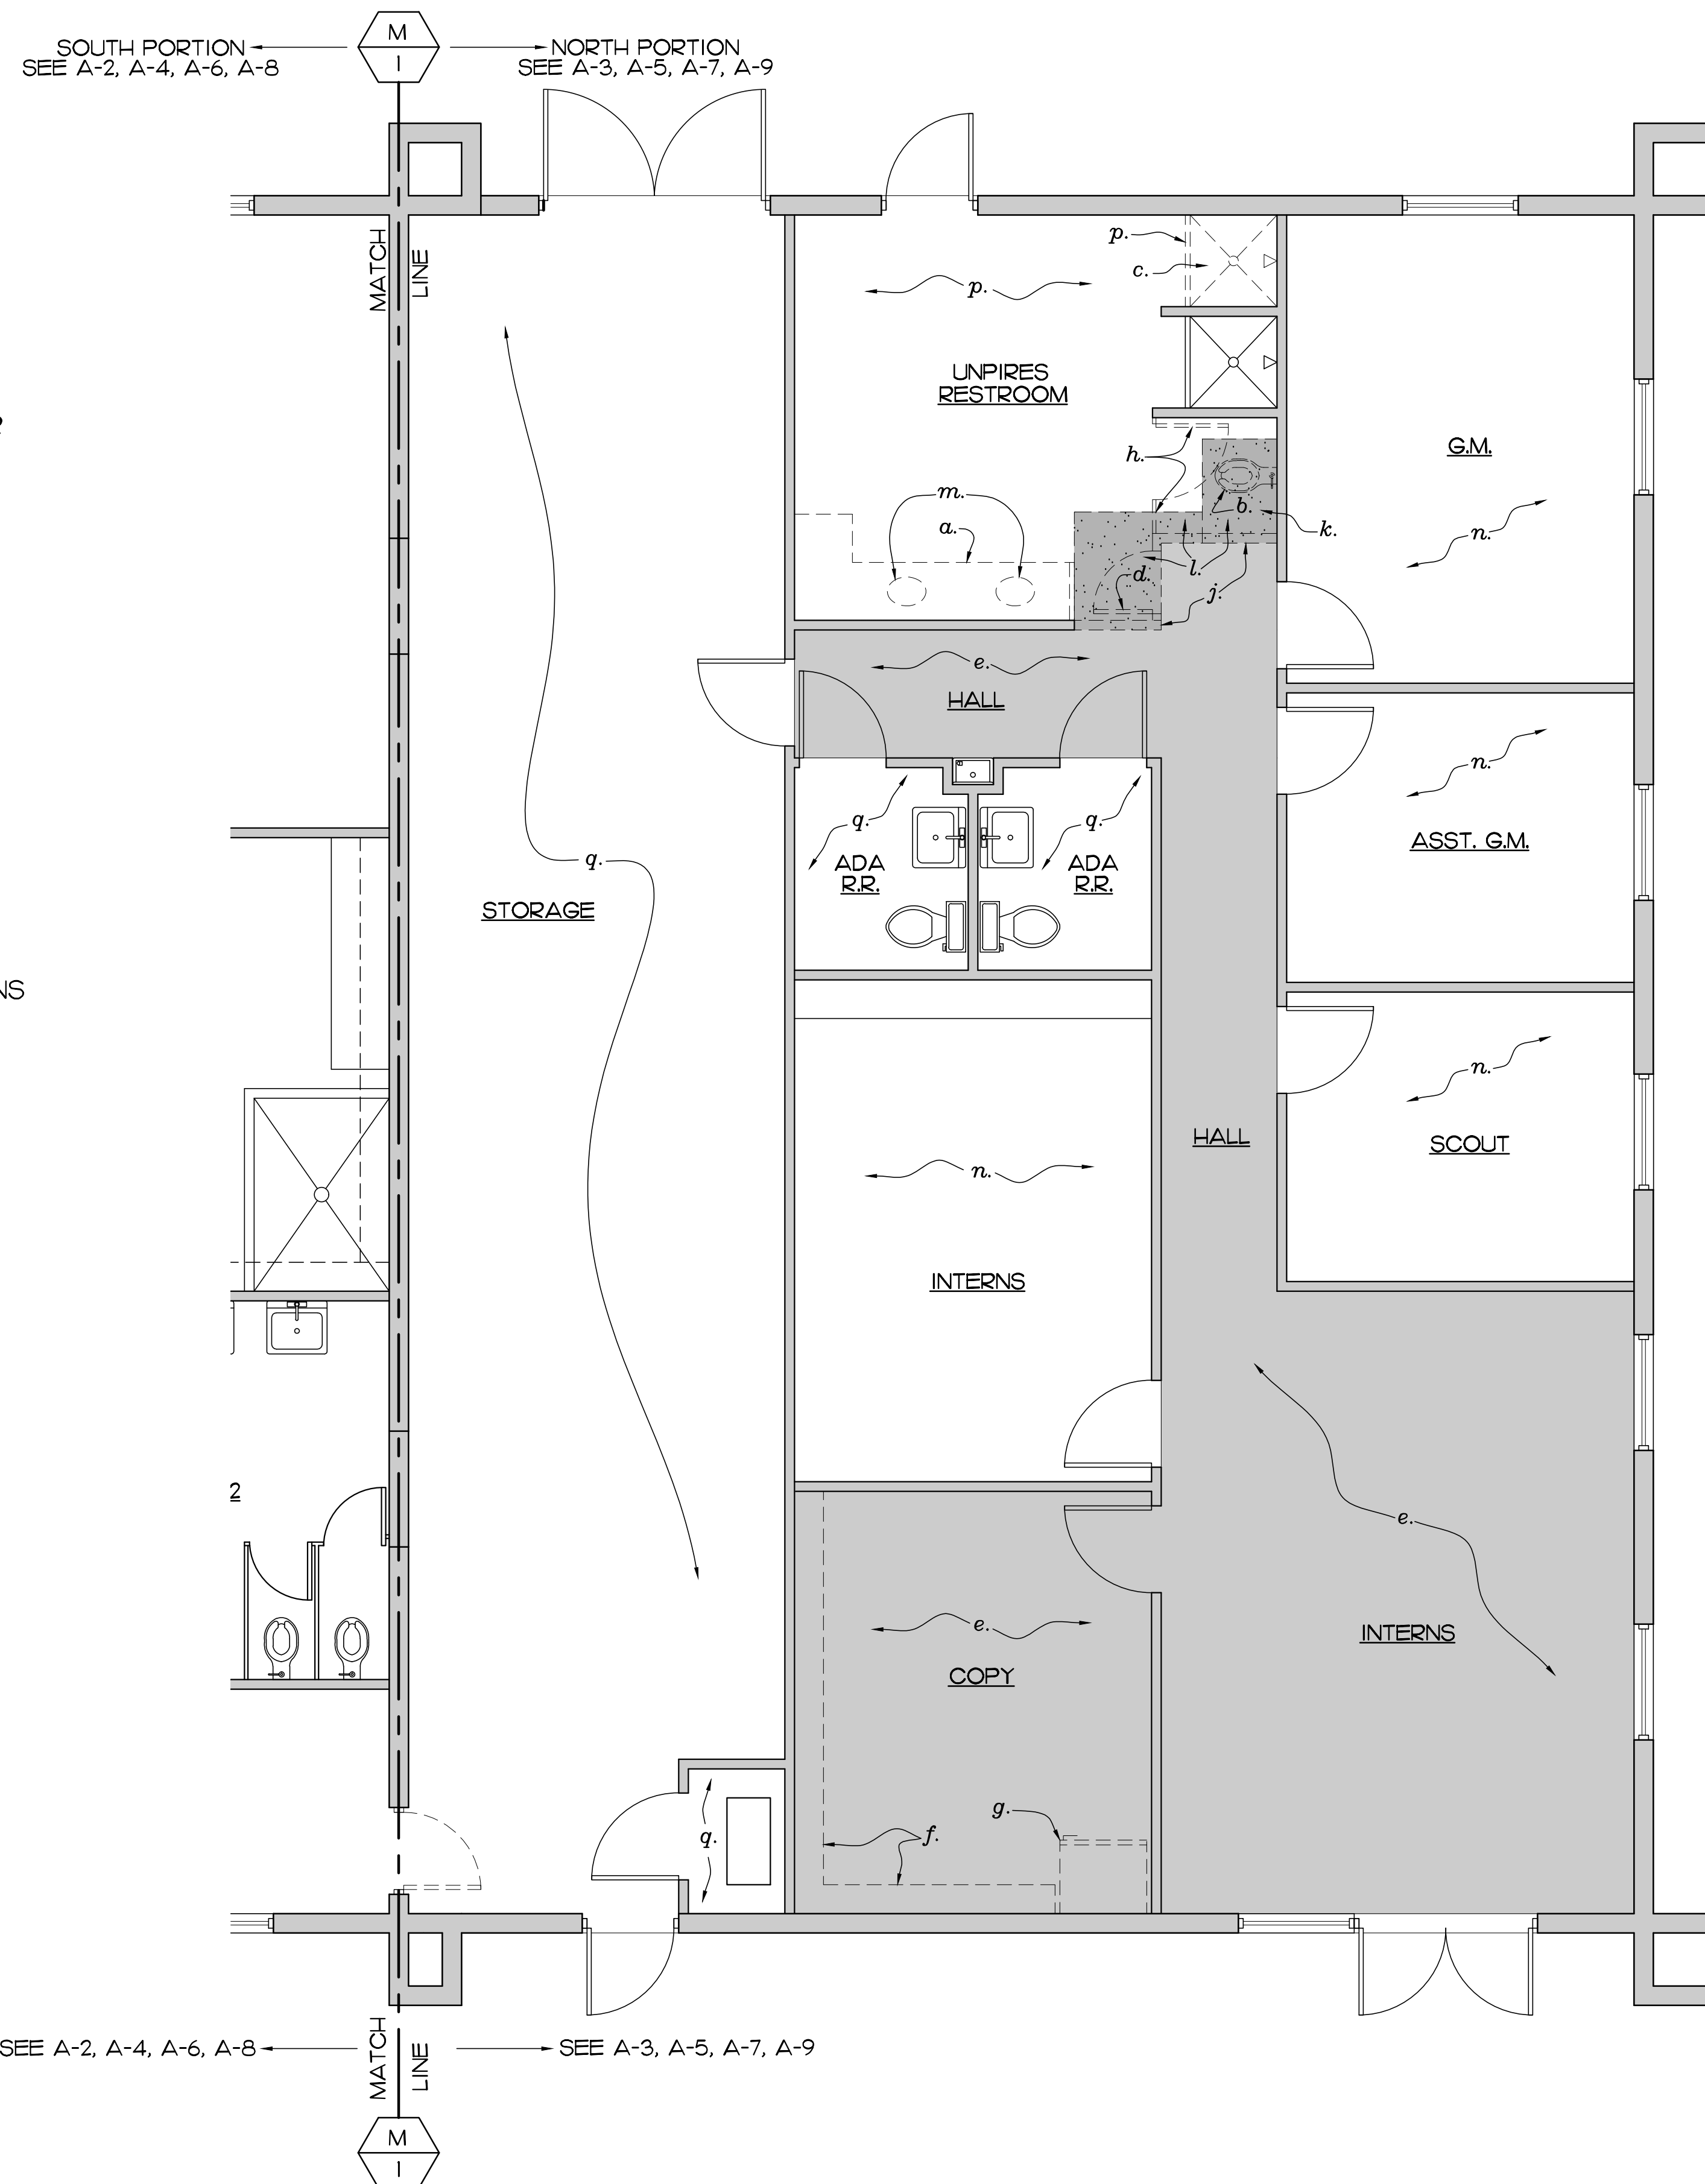 M
1
SOUTH PORTION
SEE A-2, A-4, A-6, A-8
NORTH PORTION
SEE A-3, A-5, A-7, A-9
MATCH
LINE
p.
c.
p.
UNPIRES
RESTROOM
G.M.
h.
m.
a.
b.
k.
n.
l.
d.
j.
e.
HALL
n.
q.
q.
ASST. G.M.
q.
ADA
R.R.
ADA
R.R.
STORAGE
NS
n.
HALL
SCOUT
n.
INTERNS
2
e.
e.
INTERNS
COPY
g.
f.
q.
SEE A-2, A-4, A-6, A-8
MATCH
LINE
SEE A-3, A-5, A-7, A-9
M
1